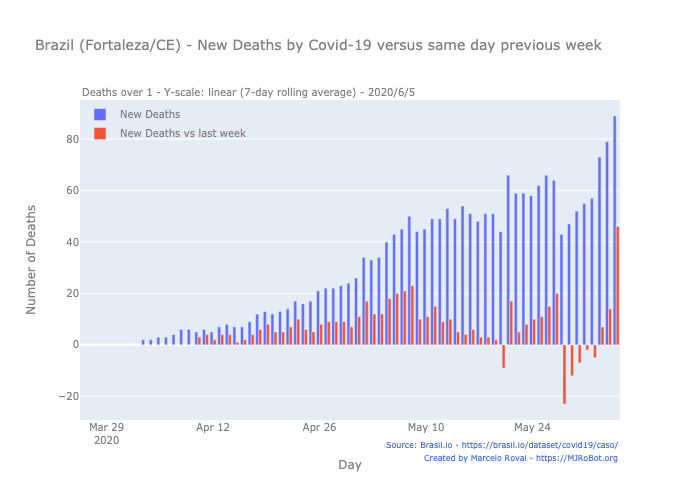 Brazil (Fortaleza/CE) - New Deaths by Covid-19 versus same day previous week
Deaths over 1 - Y-scale: linear (7-day rolling average) - 2020/6/5
New Deaths
New Deaths vs last week
80
60
40
20
0
−20
Number of Deaths
Mar 29
2020
Apr 12
Apr 26
May 10
May 24
Day
Source: Brasil.io - https://brasil.io/dataset/covid19/caso/
Created by Marcelo Rovai - https://MJRoBot.org